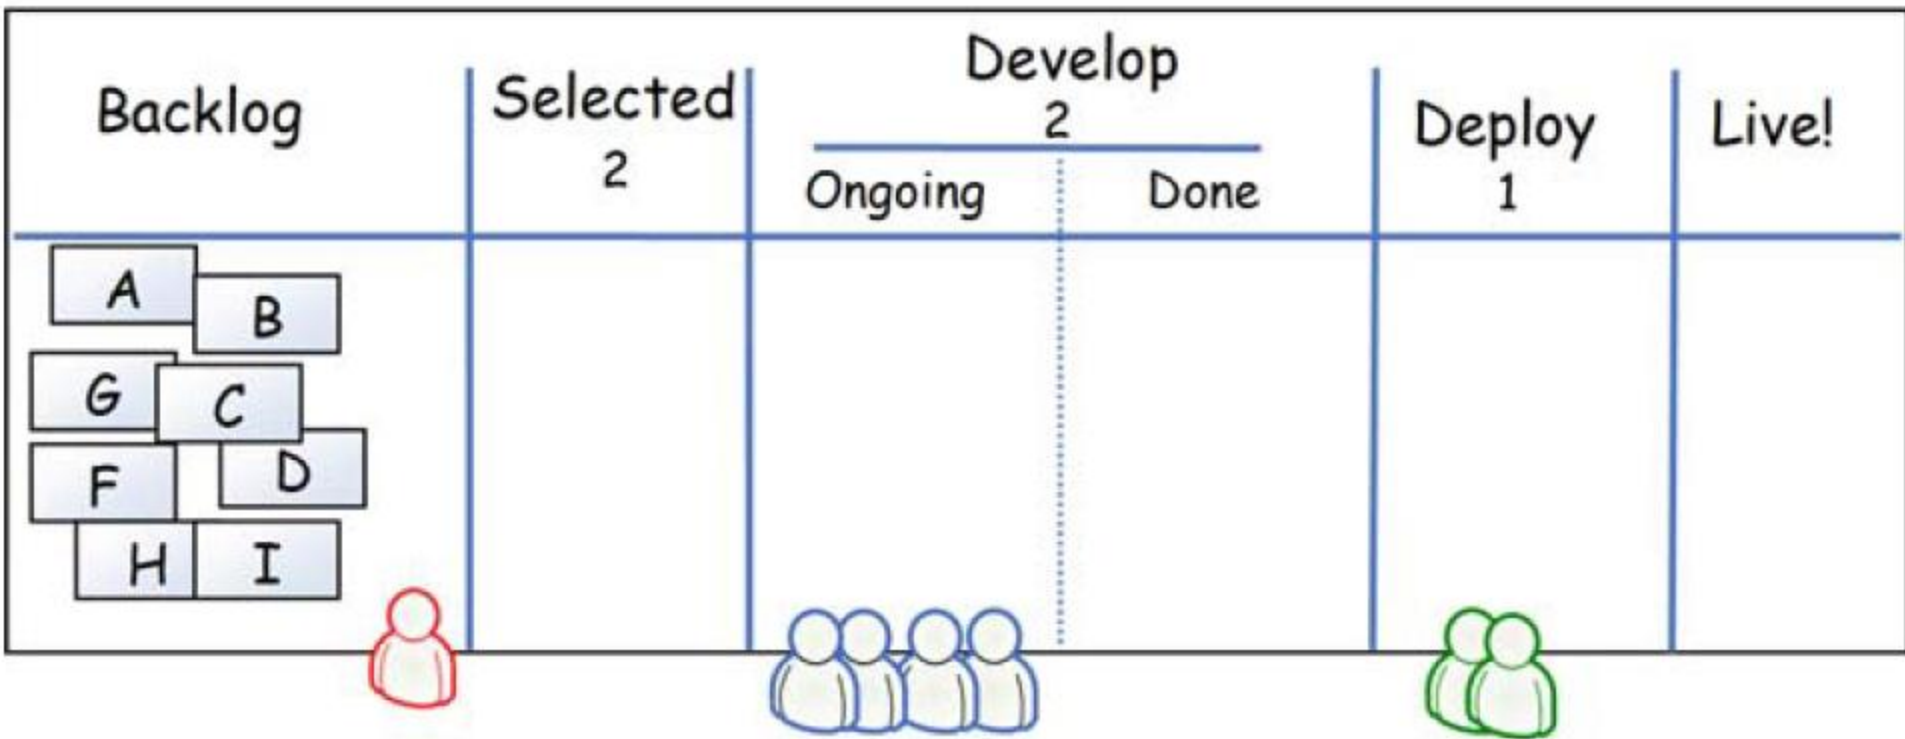 Backlog
Selected
2
Develop
2
Ongoing
Done
Deploy
1
Live!
A
B
G
C
F
D
H
I